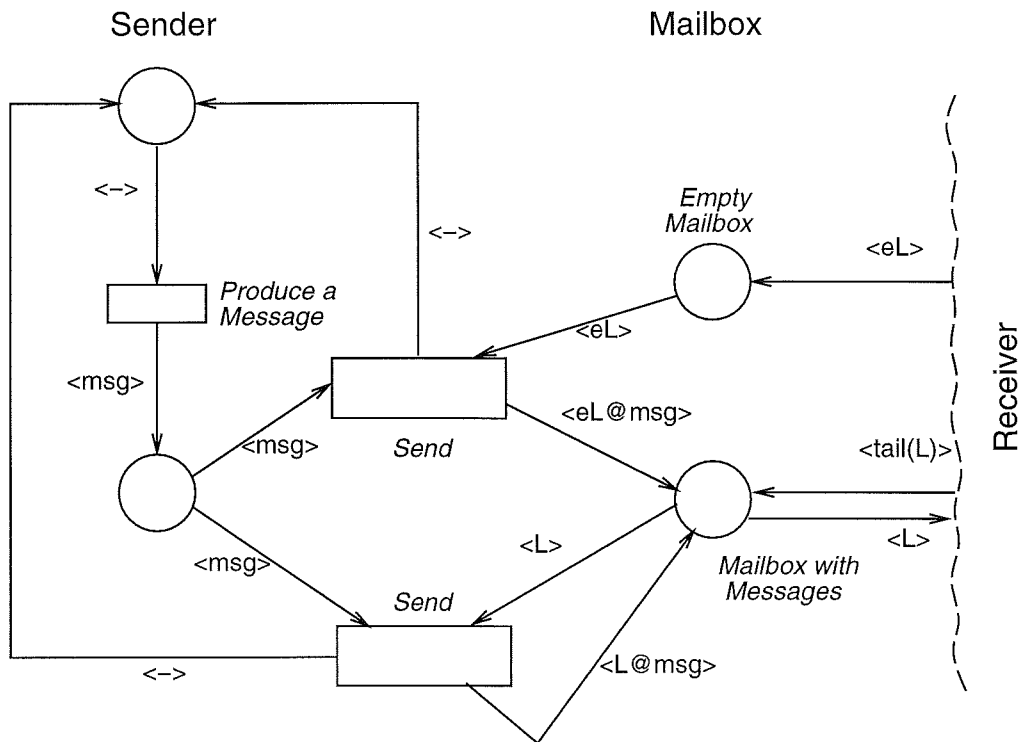 Sender
Mailbox
<–>
Empty
Mailbox
<–>
<eL>
Produce a
Message
<eL>
Receiver
<msg>
<eL@msg>
<msg>
Send
<tail(L)>
<L>
<L>
<msg>
Mailbox with
Messages
Send
<L@msg>
<–>